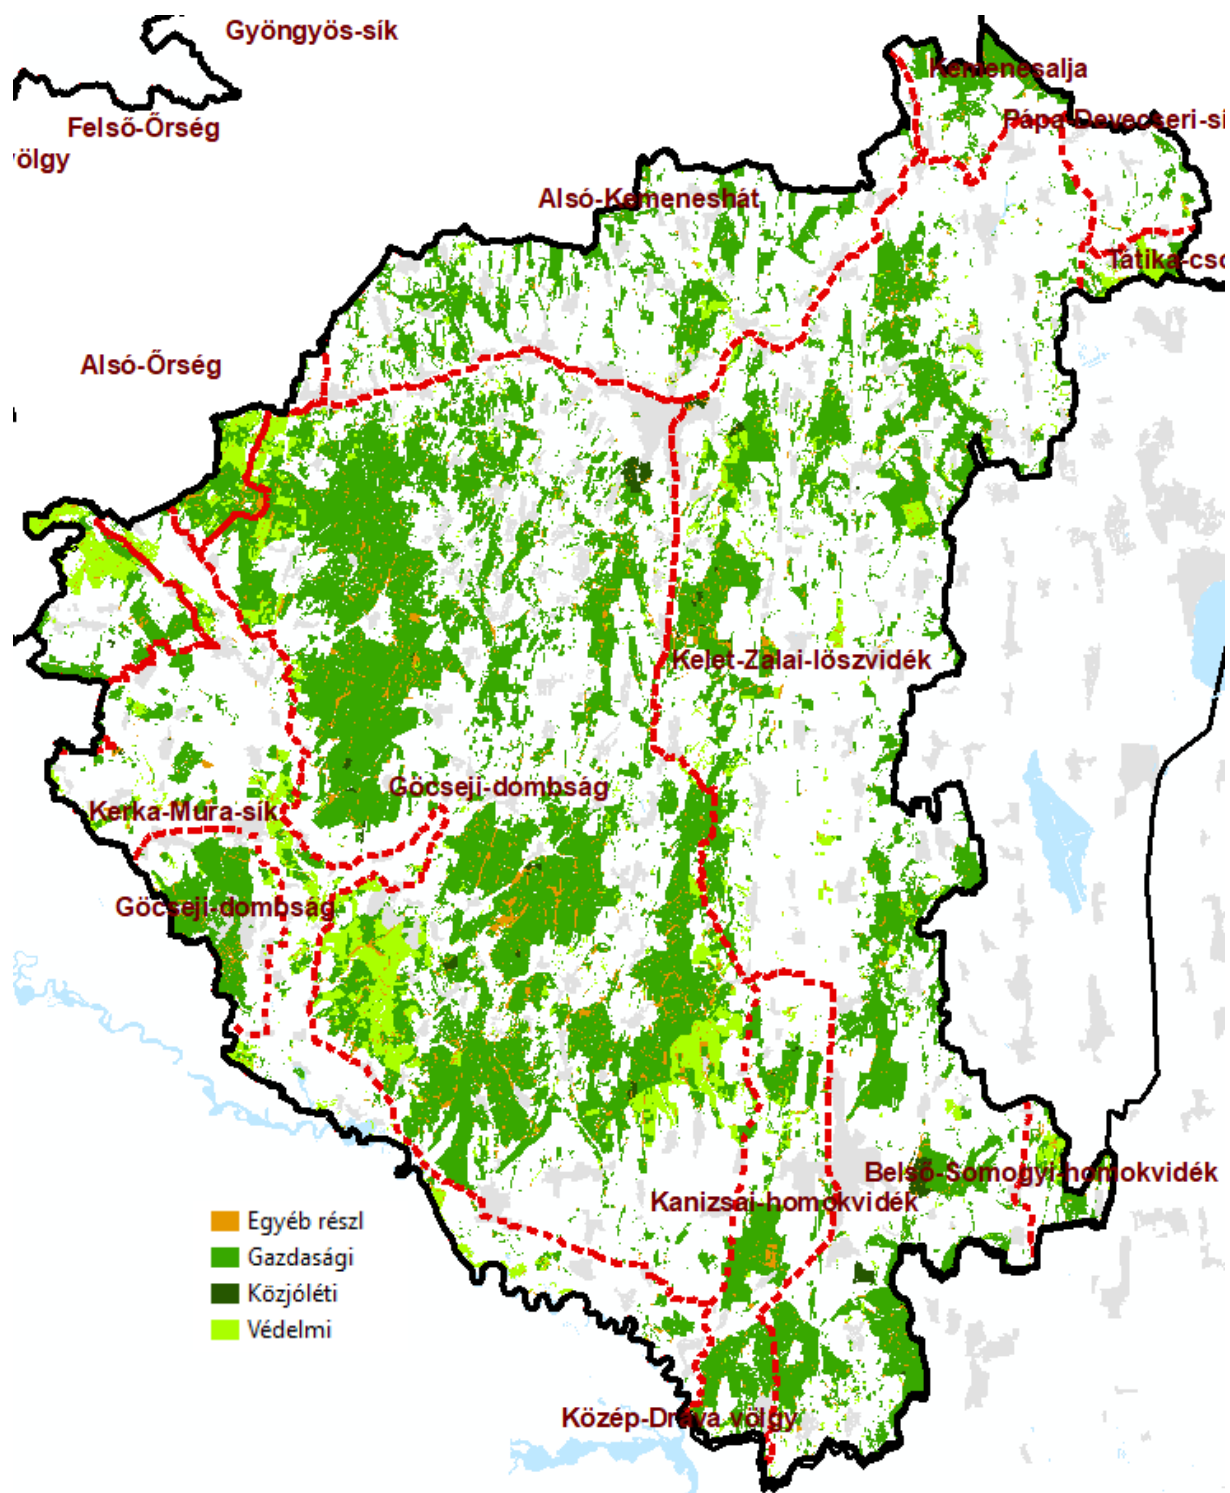 Gyöngyös-sík
Kemenesalja
Pápa-Devecseri-sí
Felső-Őrség
völgy
Alsó-Kemeneshát
Tátika-cso
Alsó-Őrség
Kelet-Zalai-löszvidék
Göcseji-dombság
Kerka-Mura-sík
Göcseji-dombság
Belső-Somogyi-homokvidék
Kanizsai-homokvidék
Egyéb részl
Gazdasági
Közjóléti
Védelmi
Közép-Dráva völgy